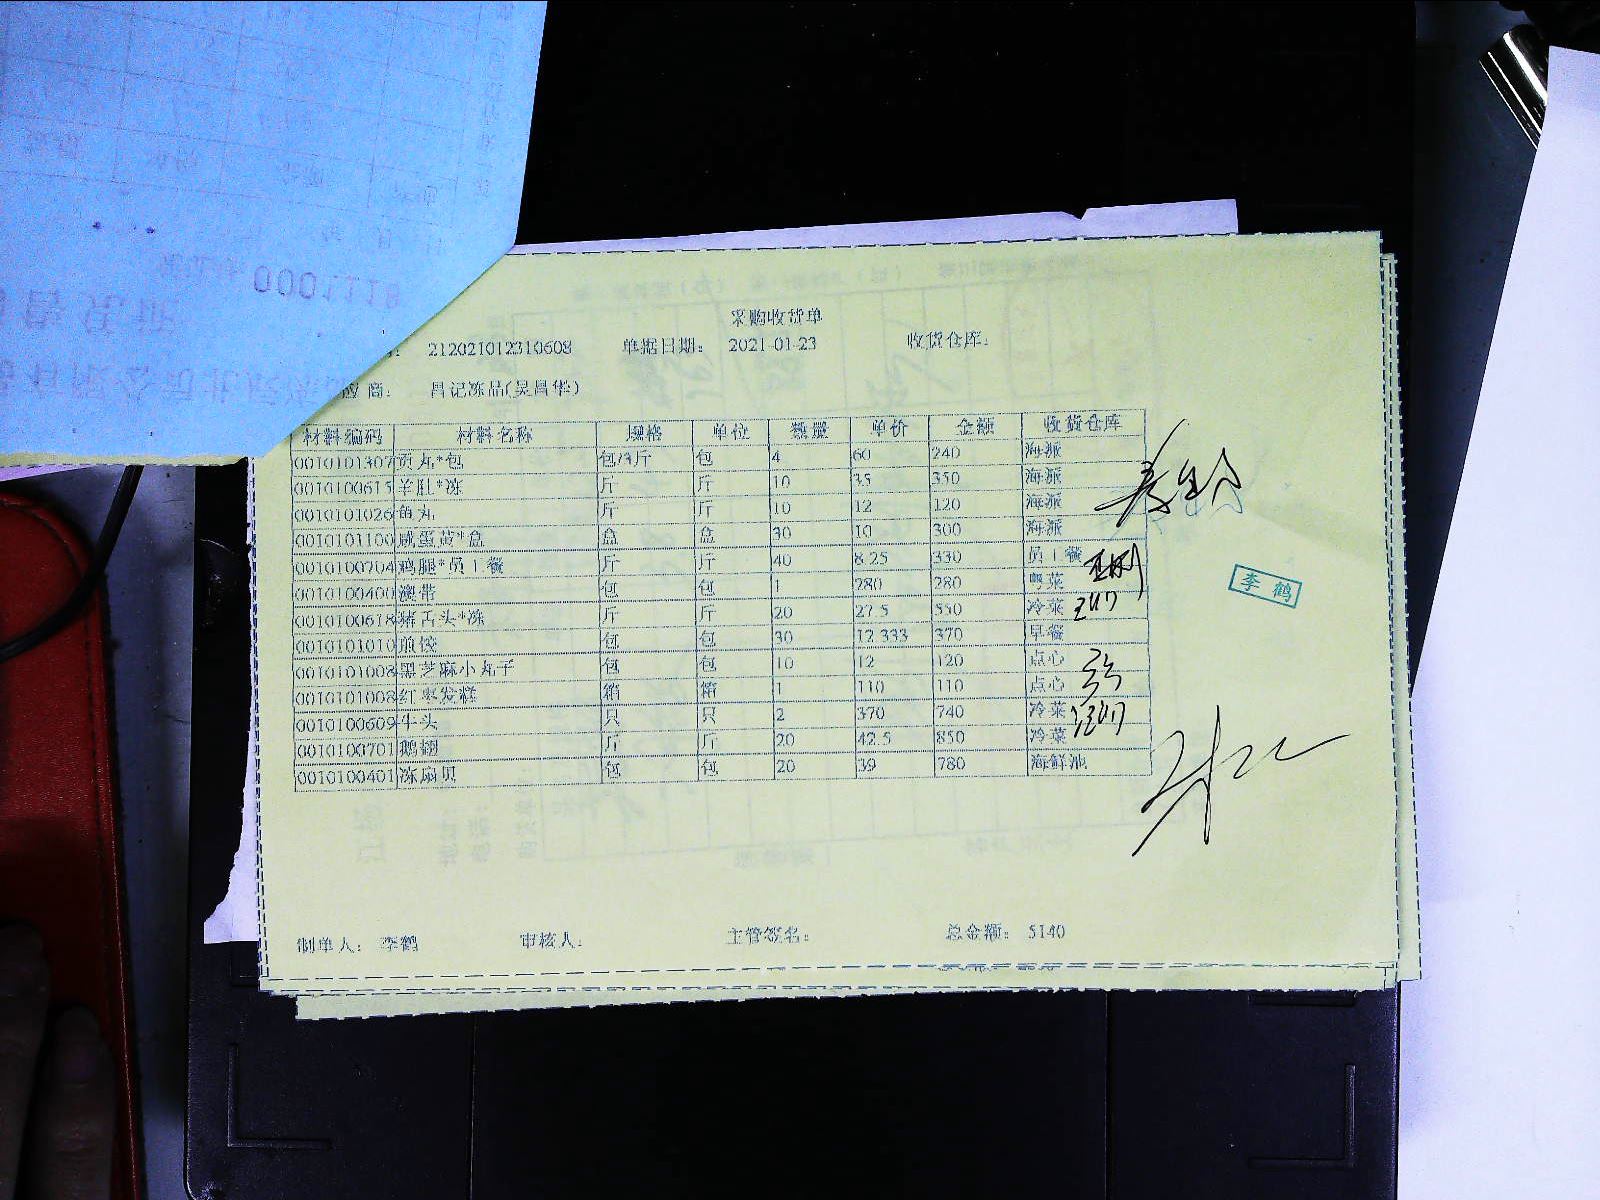 采购收货单
212021012310608 单据日期： 2021-01-23 收货仓库：
应商： 昌记冻品(吴昌华)
材料编码 材料名称 规格 单位 数量 单价 金额 收货仓库
0010101307 贡丸*包 包/3斤 包 4 60 240 海派
0010100615 羊肚*冻 斤 斤 10 35 350 海派
0010101026 鱼丸 斤 斤 10 12 120 海派
0010101100 咸蛋黄*盒 盒 盒 30 10 300 海派
0010100704 鸡腿*员工餐 斤 斤 40 8.25 330 员工餐
0010100400 澳带 包 包 1 280 280 粤菜
0010100618 猪舌头*冻 斤 斤 20 27.5 550 冷菜
0010101010 煎饺 包 包 30 12.333 370 早餐
0010101008 黑芝麻小丸子 包 包 10 12 120 点心
0010101008 红枣发糕 箱 箱 1 110 110 点心
0010100609 牛头 只 只 2 370 740 冷菜
0010100701 鹅翅 斤 斤 20 42.5 850 冷菜
0010100401 冻扇贝 包 包 20 39 780 海鲜池
李鹤
制单人： 李鹤 审核人： 主管签名： 总金额： 5140
0001118